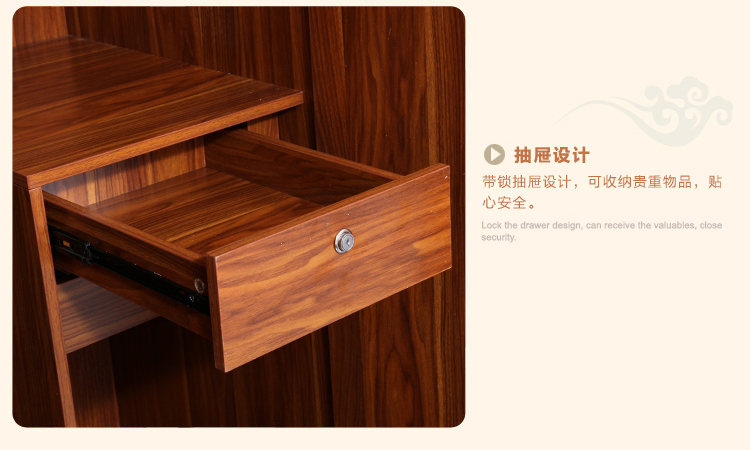 抽屉设计
带锁抽屉设计，可收纳贵重物品，贴
心安全。
Lock the drawer design, can receive the valuables, close
security.